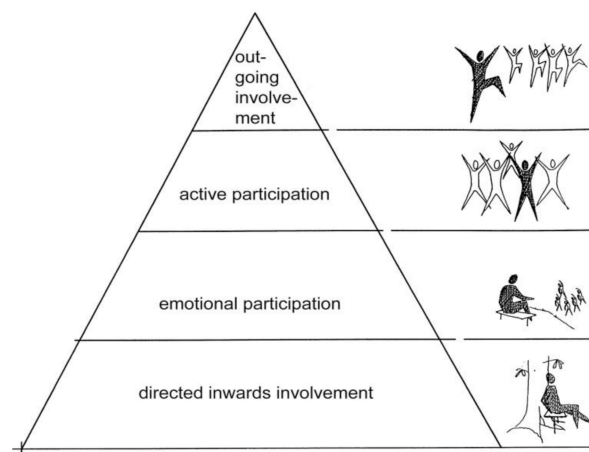 out-
going
involve-
ment
active participation
emotional participation
directed inwards involvement